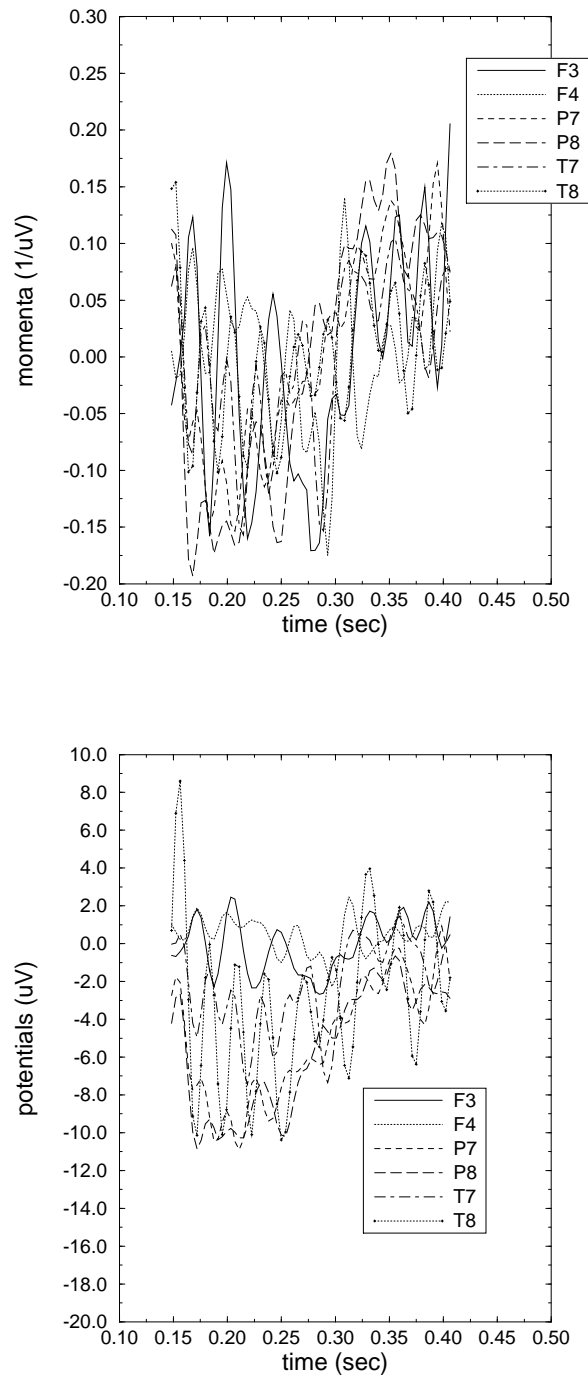 0.30
0.25
0.20
0.15
0.10
0.05
0.00
-0.05
-0.10
-0.15
-0.20
momenta (1/uV)
F3
F4
P7
P8
T7
T8
0.10 0.15 0.20 0.25 0.30 0.35 0.40 0.45 0.50
time (sec)
10.0
8.0
6.0
4.0
2.0
0.0
-2.0
-4.0
-6.0
-8.0
-10.0
-12.0
-14.0
-16.0
-18.0
-20.0
potentials (uV)
F3
F4
P7
P8
T7
T8
0.10 0.15 0.20 0.25 0.30 0.35 0.40 0.45 0.50
time (sec)